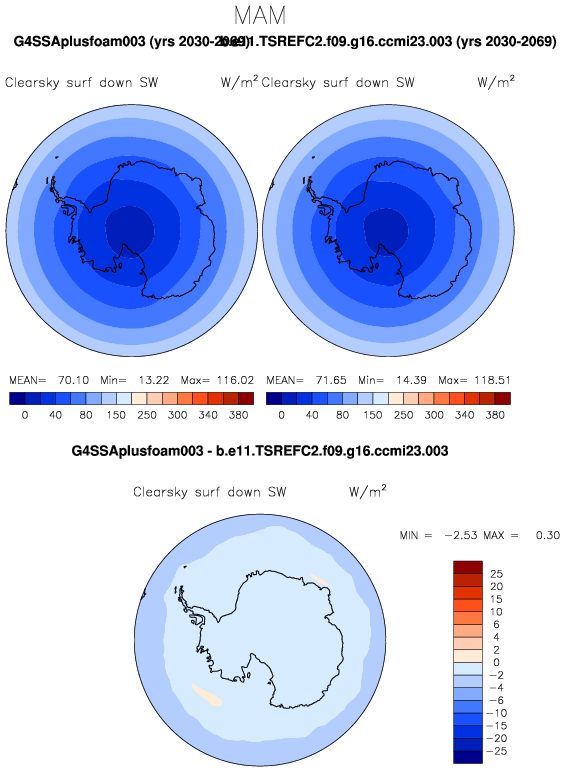 MAM
G4SSAplusfoam003 (yrs 2030-2069) b.e11.TSREFC2.f09.g16.ccmi23.003 (yrs 2030-2069)
Clearsky surf down SW W/m² Clearsky surf down SW W/m²
MEAN= 70.10 Min= 13.22 Max= 116.02 MEAN= 71.65 Min= 14.39 Max= 118.51
0 40 80 150 250 300 340 380 0 40 80 150 250 300 340 380
G4SSAplusfoam003 - b.e11.TSREFC2.f09.g16.ccmi23.003
Clearsky surf down SW W/m²
MIN = -2.53 MAX = 0.30
25
20
15
10
6
4
2
0
-2
-4
-6
-10
-15
-20
-25